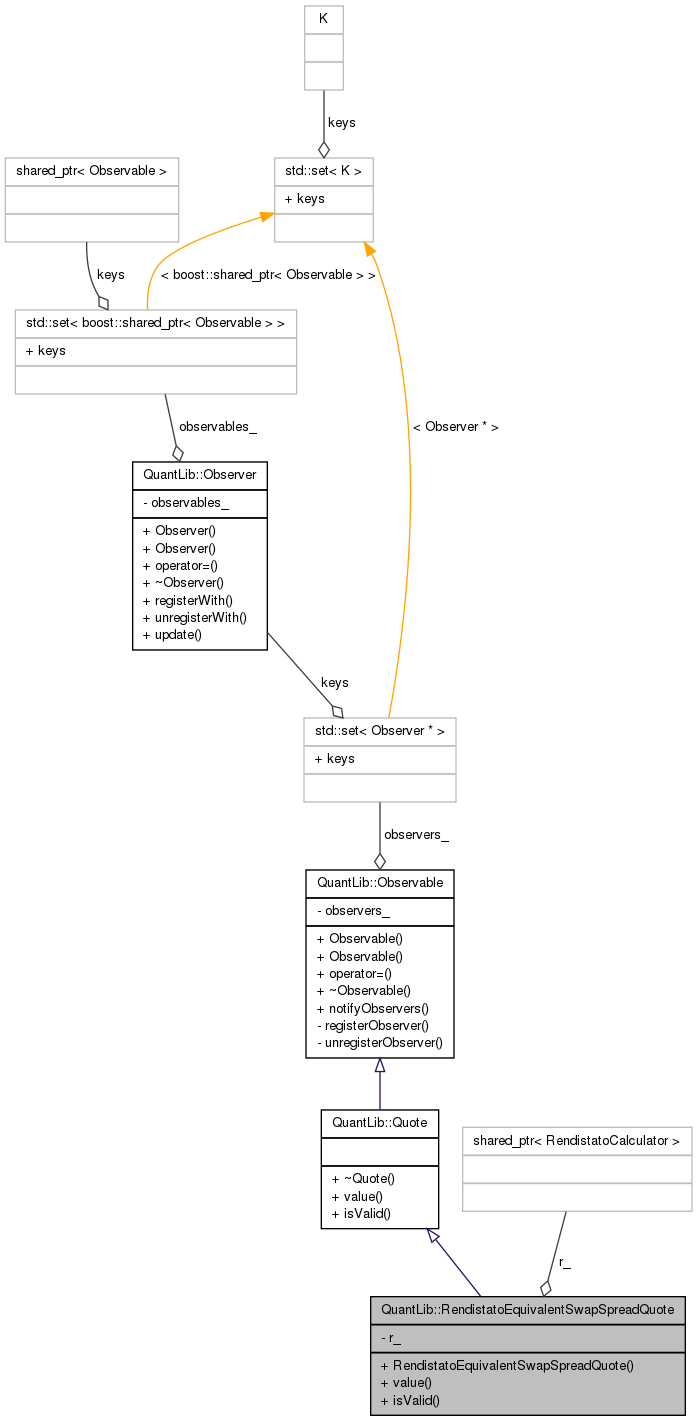 K
keys
shared_ptr< Observable >
std::set< K >
+ keys
keys
< boost::shared_ptr< Observable > >
std::set< boost::shared_ptr< Observable > >
+ keys
observables_
< Observer * >
QuantLib::Observer
- observables_
+ Observer()
+ Observer()
+ operator=()
+ ~Observer()
+ registerWith()
+ unregisterWith()
+ update()
keys
std::set< Observer * >
+ keys
observers_
QuantLib::Observable
- observers_
+ Observable()
+ Observable()
+ operator=()
+ ~Observable()
+ notifyObservers()
- registerObserver()
- unregisterObserver()
QuantLib::Quote
+ ~Quote()
+ value()
+ isValid()
shared_ptr< RendistatoCalculator >
r_
QuantLib::RendistatoEquivalentSwapSpreadQuote
- r_
+ RendistatoEquivalentSwapSpreadQuote()
+ value()
+ isValid()